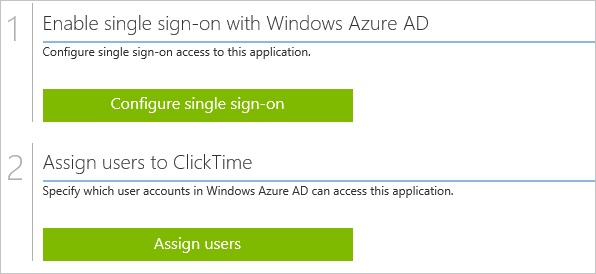 1
Enable single sign-on with Windows Azure AD
Configure single sign-on access to this application.
Configure single sign-on
2
Assign users to ClickTime
Specify which user accounts in Windows Azure AD can access this application.
Assign users